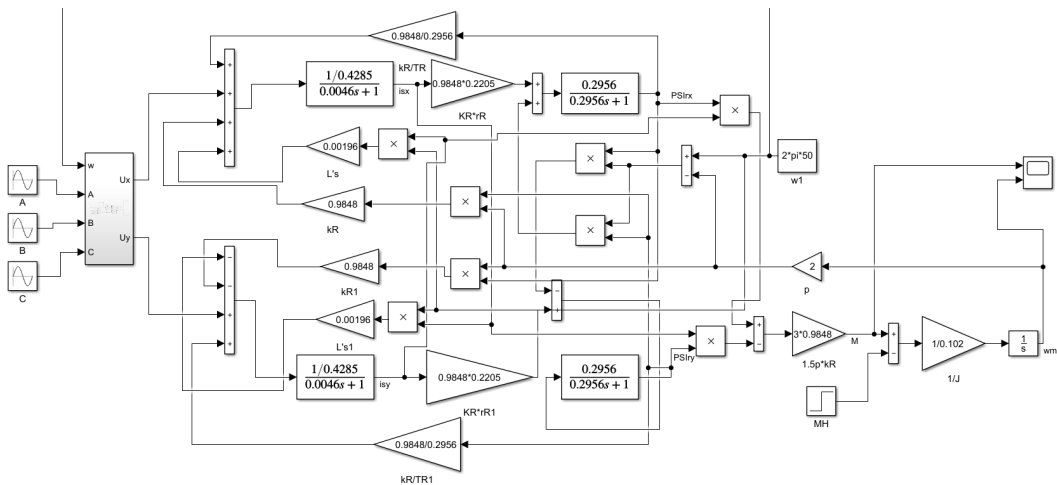 0.9848/0.2956
kR/TR
1/0.4285
0.0046s + 1
isx
0.9848*0.2205
KR*rR
0.2956
0.2956s + 1
PSIrx
×
0.00196
L's
×
×
2*pi*50
w1
w
A
B
C
Ux
Uy
A
B
C
0.9848
kR
×
×
0.9848
kR1
×
2
p
0.00196
L's1
×
1/0.4285
0.0046s + 1
isy
0.9848*0.2205
KR*rR1
0.2956
0.2956s + 1
PSIry
×
3*0.9848
1.5p*kR
M
1/0.102
1/J
1
s
wm
MH
0.9848/0.2956
kR/TR1